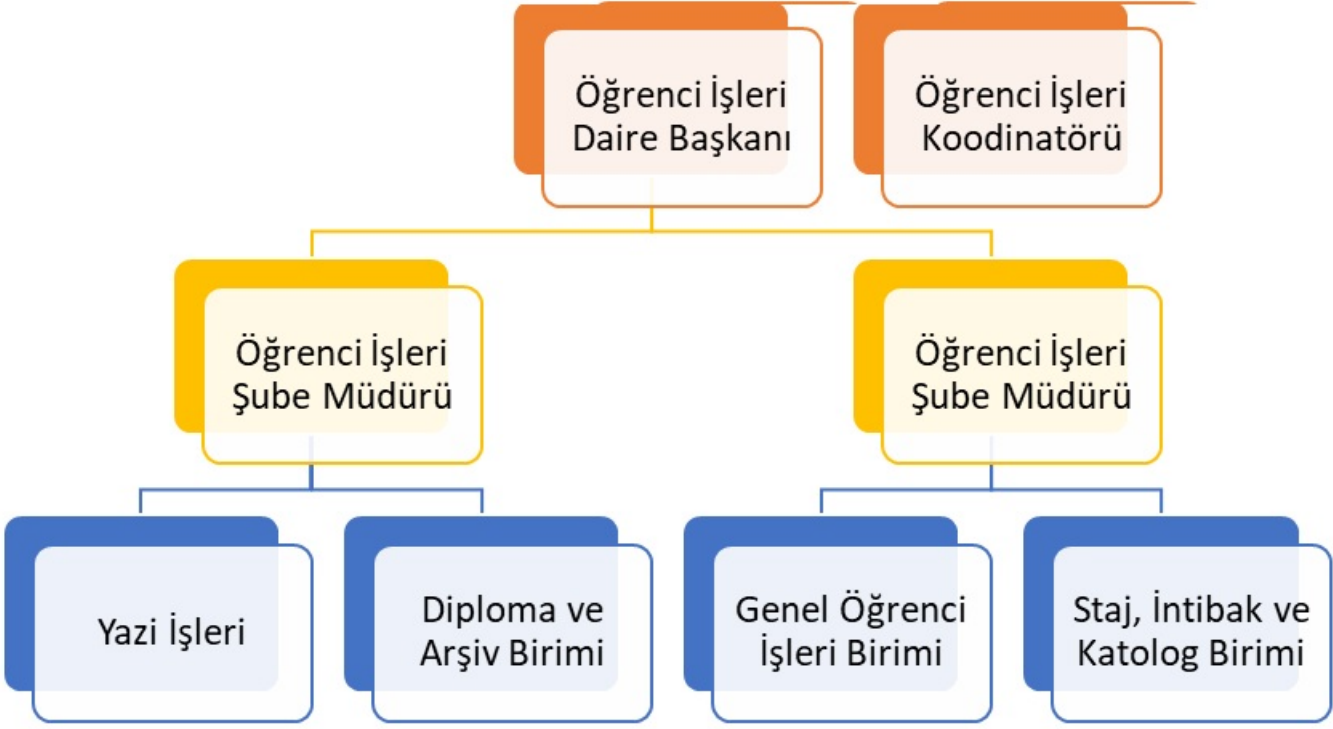 Öğrenci İşleri
Daire Başkanı
Öğrenci İşleri
Koodinatörü
Öğrenci İşleri
Şube Müdürü
Öğrenci İşleri
Şube Müdürü
Yazi İşleri
Diploma ve
Arşiv Birimi
Genel Öğrenci
İşleri Birimi
Staj, İntibak ve
Katolog Birimi